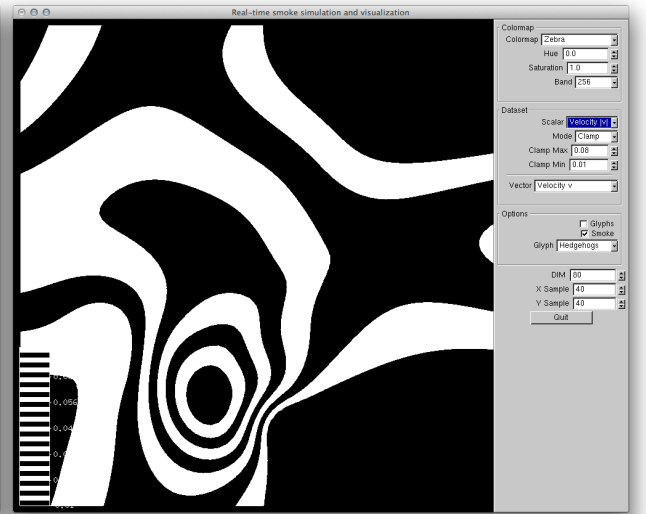 Real-time smoke simulation and visualization
Colormap
Colormap Zebra
Hue 0.0
Saturation 1.0
Band 256
Dataset
Scalar Velocity |v|
Mode Clamp
Clamp Max 0.08
Clamp Min 0.01
Vector Velocity v
Options
Glyphs
Smoke
Glyph Hedgehogs
DIM 80
X Sample 40
Y Sample 40
Quit
0.056